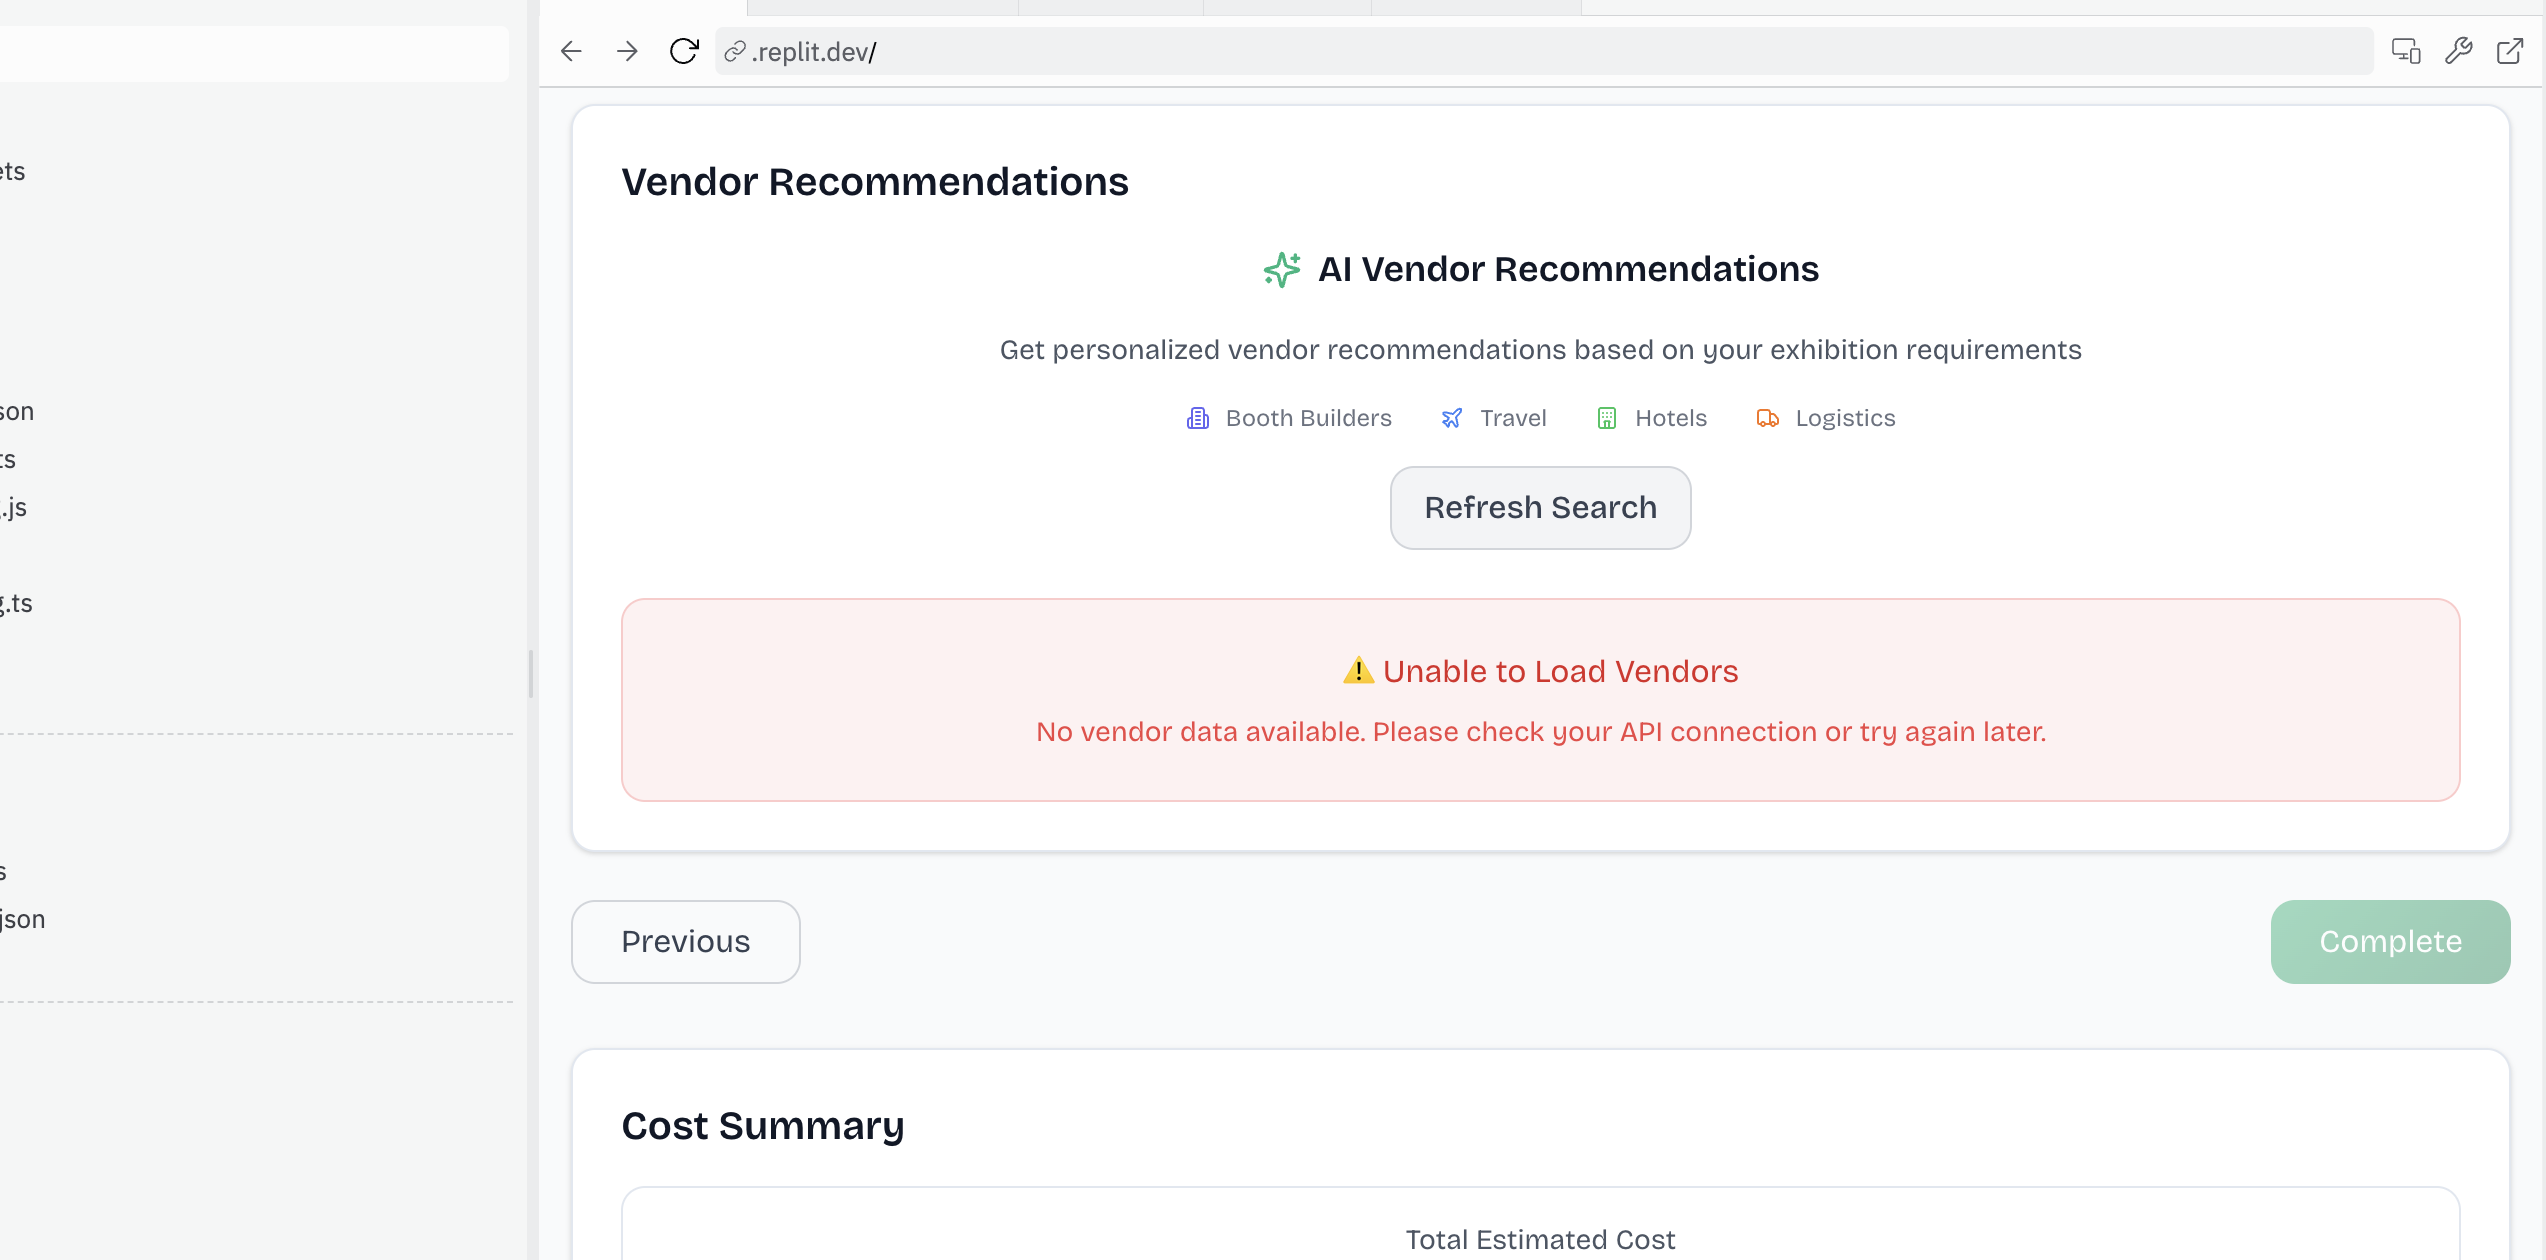 .replit.dev/
ets
son
ts
.js
g.ts
s
json
Vendor Recommendations
AI Vendor Recommendations
Get personalized vendor recommendations based on your exhibition requirements
Booth Builders Travel Hotels Logistics
Refresh Search
⚠️ Unable to Load Vendors
No vendor data available. Please check your API connection or try again later.
Previous Complete
Cost Summary
Total Estimated Cost